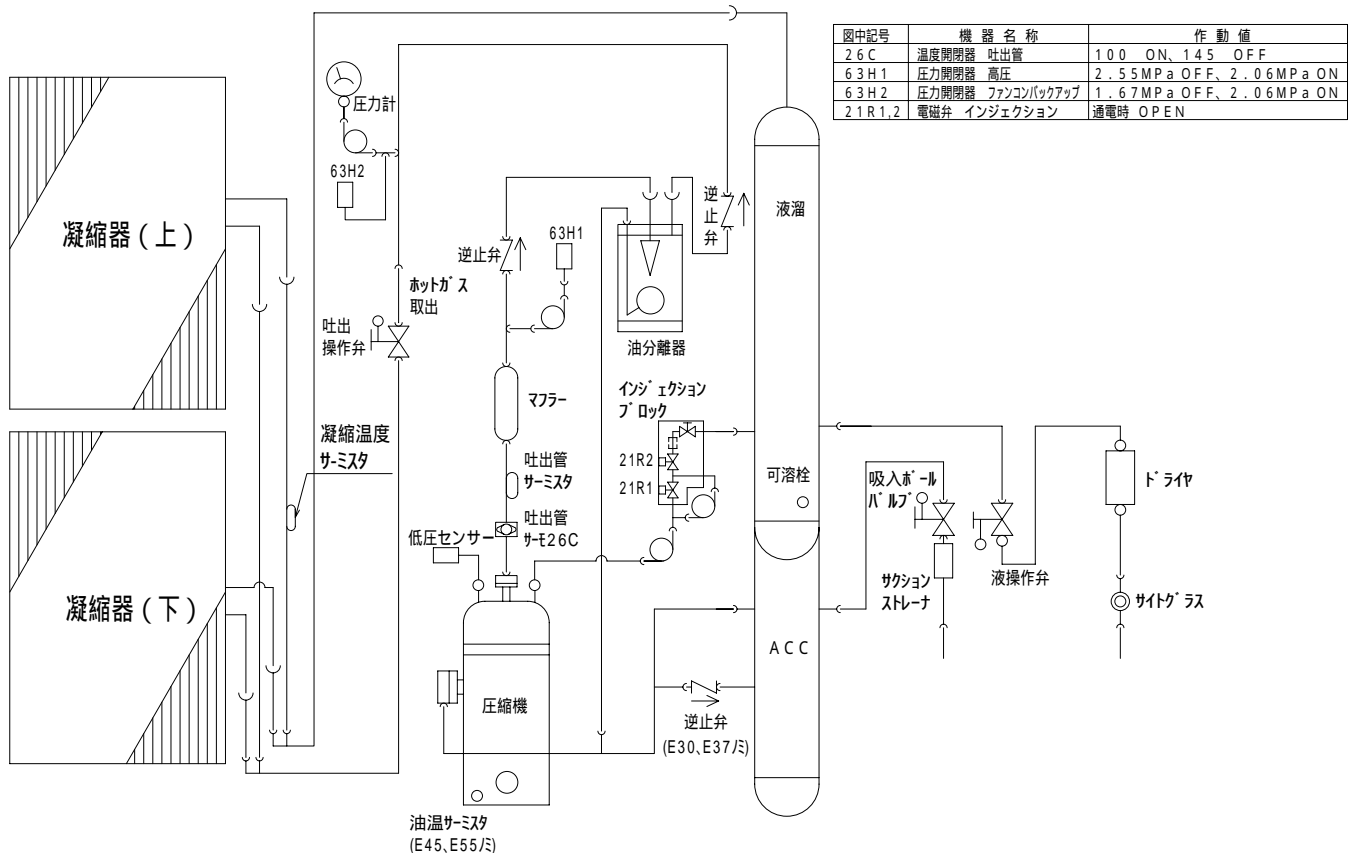 図中記号 機器名称 作動値
26C 温度開閉器 吐出管 100 ON、145 OFF
63H1 圧力開閉器 高圧 2.55MPa OFF、2.06MPa ON
63H2 圧力開閉器 ファンコンバックアップ 1.67MPa OFF、2.06MPa ON
21R1,2 電磁弁 インジェクション 通電時 OPEN
圧力計
63H2
凝縮器(上)
逆止弁
63H1
逆
止
弁
液溜
ホットガス
取出
吐出
操作弁
油分離器
マフラー
インジェクション
ブロック
凝縮温度
サーミスタ
吐出管
サーミスタ
21R2
21R1
可溶栓
吸入ボール
バルブ
ドライヤ
低圧センサー
吐出管
サーモ26C
液操作弁
サクション
ストレーナ
サイトグラス
凝縮器(下)
ACC
圧縮機
逆止弁
(E30、E37ノミ)
油温サーミスタ
(E45、E55ノミ)